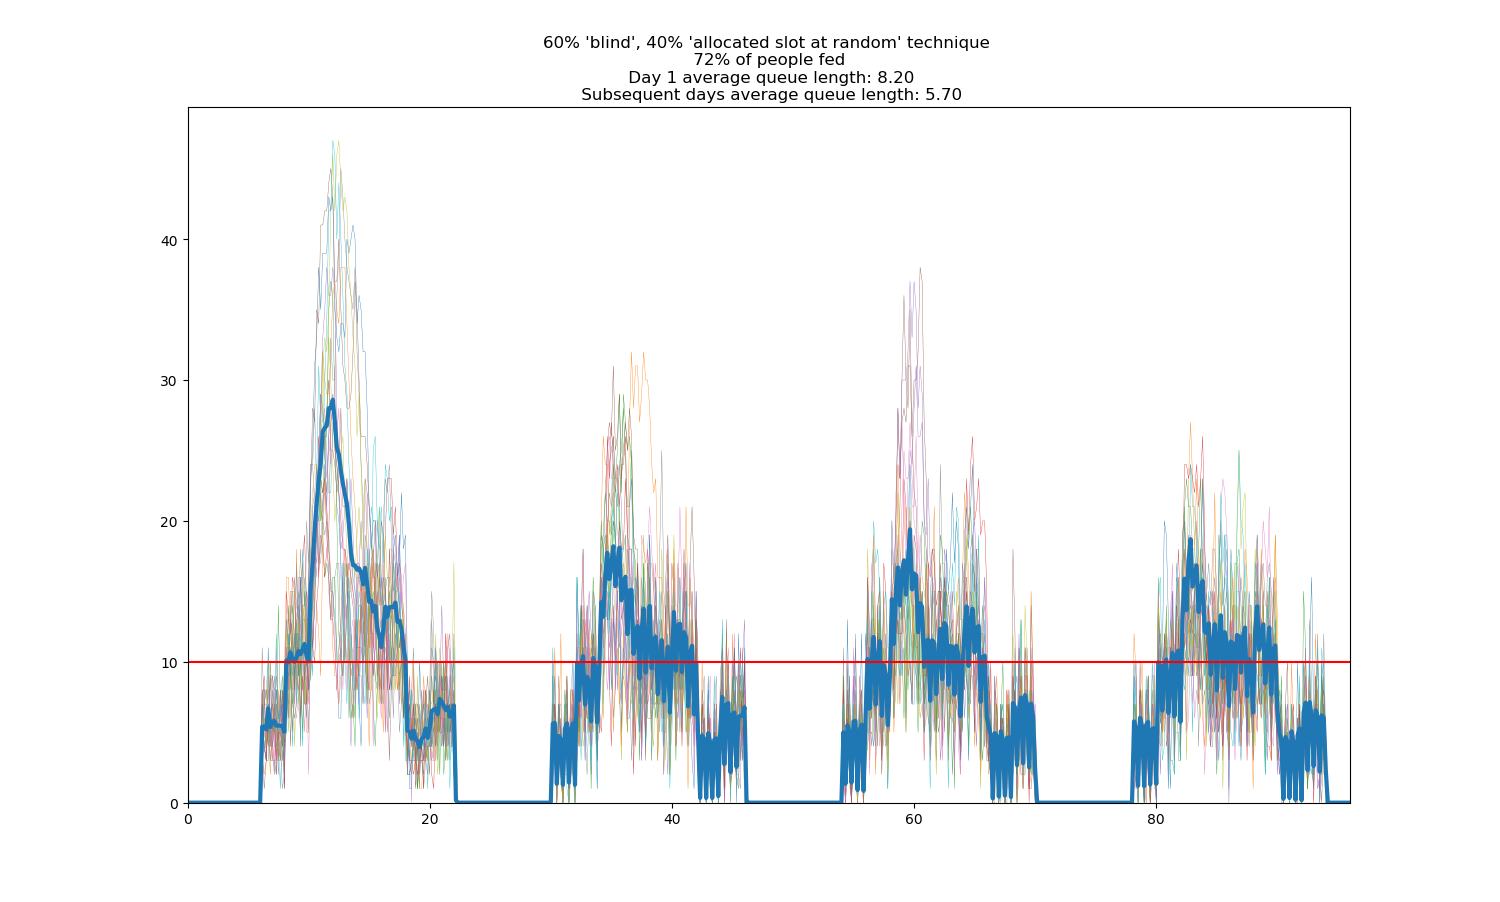 60% 'blind', 40% 'allocated slot at random' technique
72% of people fed
Day 1 average queue length: 8.20
Subsequent days average queue length: 5.70
40
30
20
10
0
0 20 40 60 80